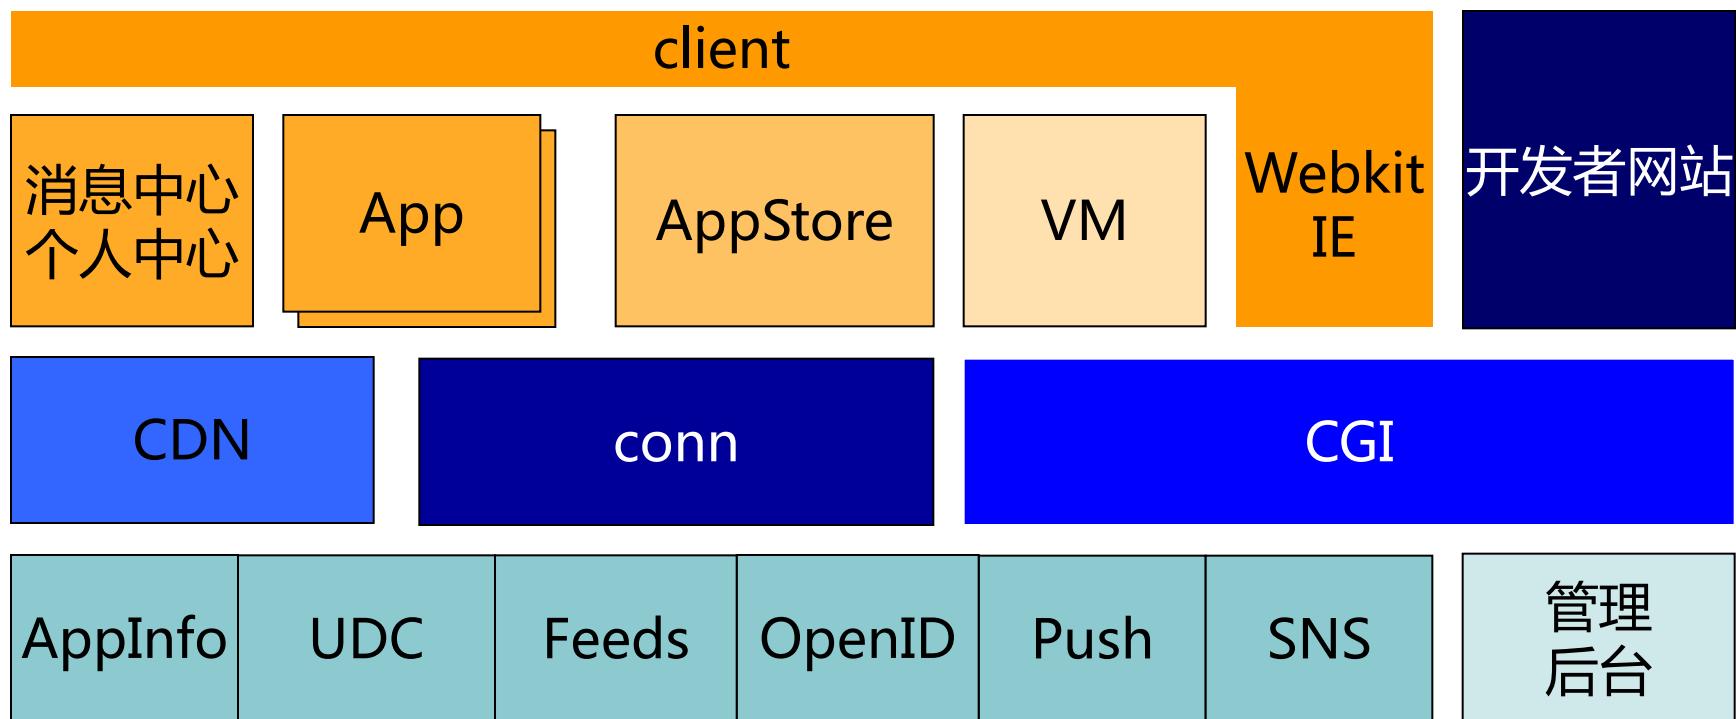 client
消息中心
个人中心
App
AppStore
VM
Webkit
IE
开发者网站
CDN
conn
CGI
AppInfo
UDC
Feeds
OpenID
Push
SNS
管理
后台